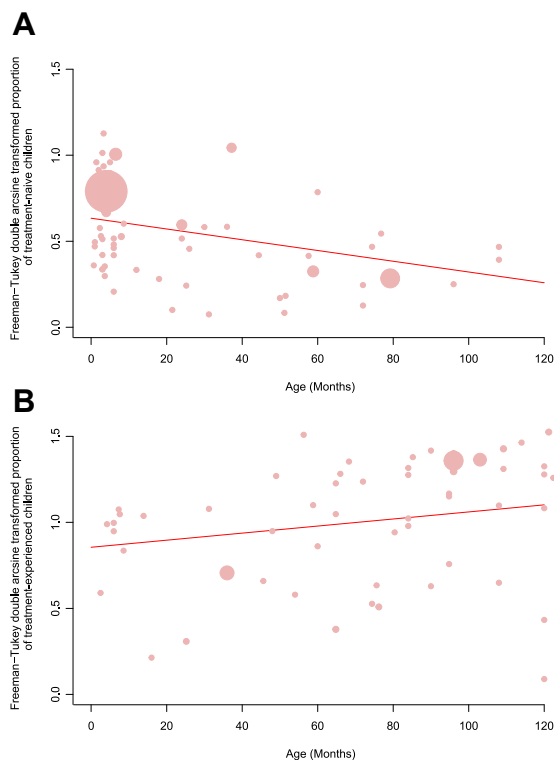 A
Freeman−Tukey double arcsine transformed proportion
of treatment−naive children
1.5
1.0
0.5
0.0
0 20 40 60 80 100 120
Age (Months)
B
Freeman−Tukey double arcsine transformed proportion
of treatment−experienced children
1.5
1.0
0.5
0.0
0 20 40 60 80 100 120
Age (Months)